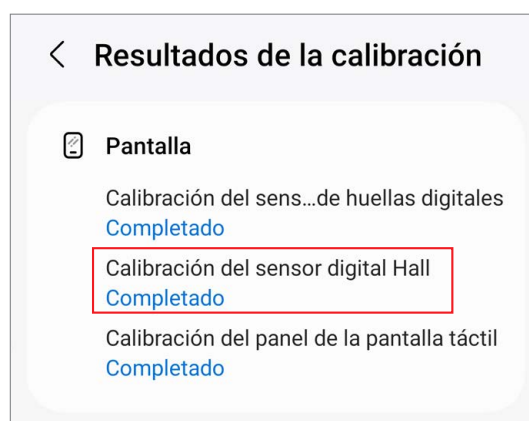 Resultados de la calibración
Pantalla
Calibración del sens...de huellas digitales
Completado
Calibración del sensor digital Hall
Completado
Calibración del panel de la pantalla táctil
Completado